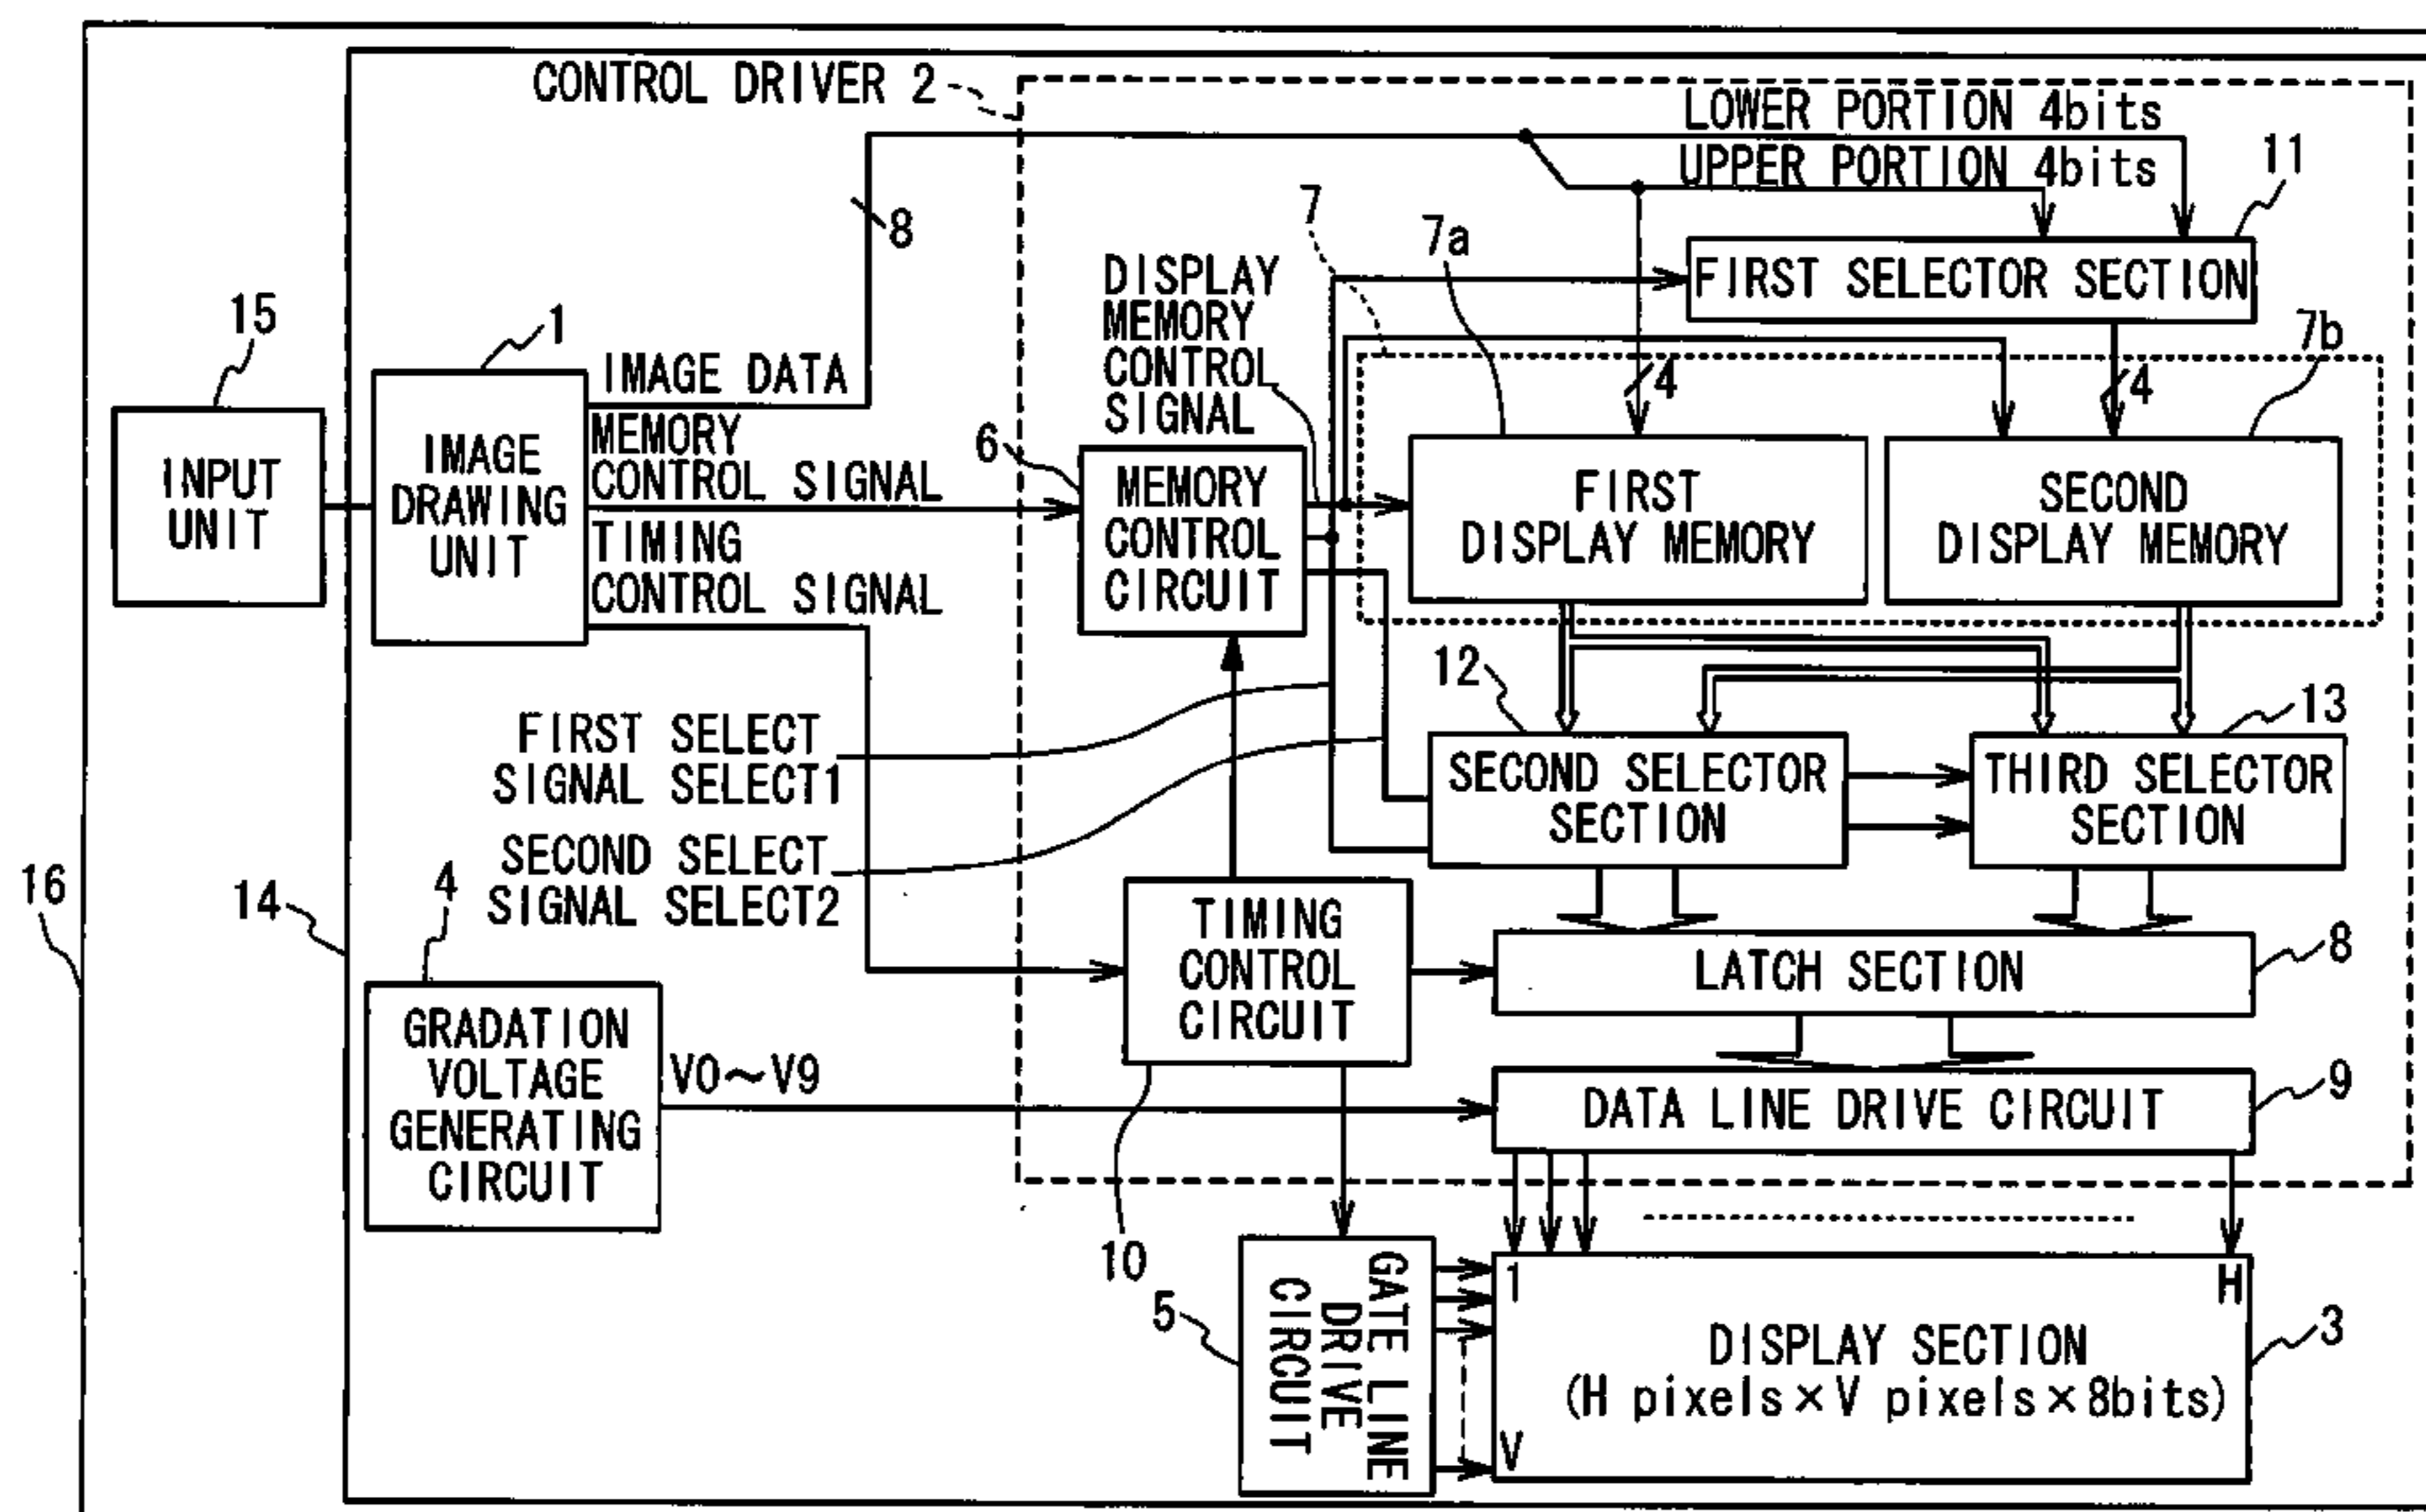 CONTROL DRIVER 2
LOWER PORTION 4bits
UPPER PORTION 4bits
11
8
7
7a
FIRST SELECTOR SECTION
DISPLAY
MEMORY
CONTROL
SIGNAL
7b
15
1
IMAGE DATA
4
4
INPUT
UNIT
IMAGE
DRAWING
UNIT
MEMORY
CONTROL SIGNAL
TIMING
CONTROL SIGNAL
6
MEMORY
CONTROL
CIRCUIT
FIRST
DISPLAY MEMORY
SECOND
DISPLAY MEMORY
12
13
FIRST SELECT
SIGNAL SELECT1
SECOND SELECTOR
SECTION
THIRD SELECTOR
SECTION
SECOND SELECT
SIGNAL SELECT2
16
14
4
TIMING
CONTROL
CIRCUIT
LATCH SECTION
8
GRADATION
VOLTAGE
GENERATING
CIRCUIT
V0~V9
DATA LINE DRIVE CIRCUIT
9
10
5
GATE LINE
DRIVE
CIRCUIT
1
H
DISPLAY SECTION
(H pixels×V pixels×8bits)
V
3